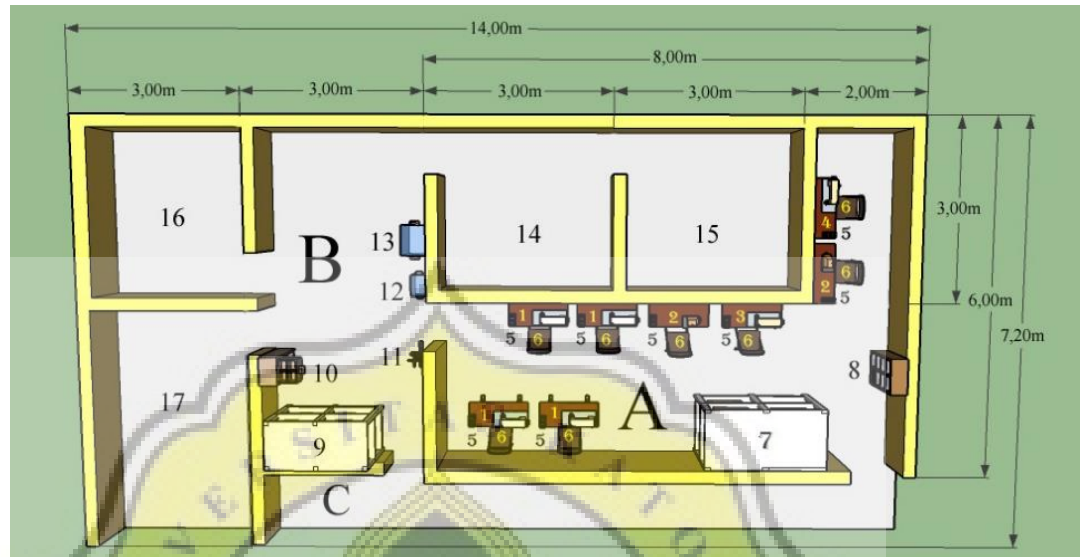 14,00m
8,00m
3,00m 3,00m 3,00m 3,00m 2,00m
3,00m
6,00m
7,20m
16 B 13 14 15 4 6 5
12 2 6 5
1 1 2 3
5 6 5 6 5 6 5 6
11 10 8
17 9 1 1 A 7
5 6 5 6
C
V E R S I T A A T O